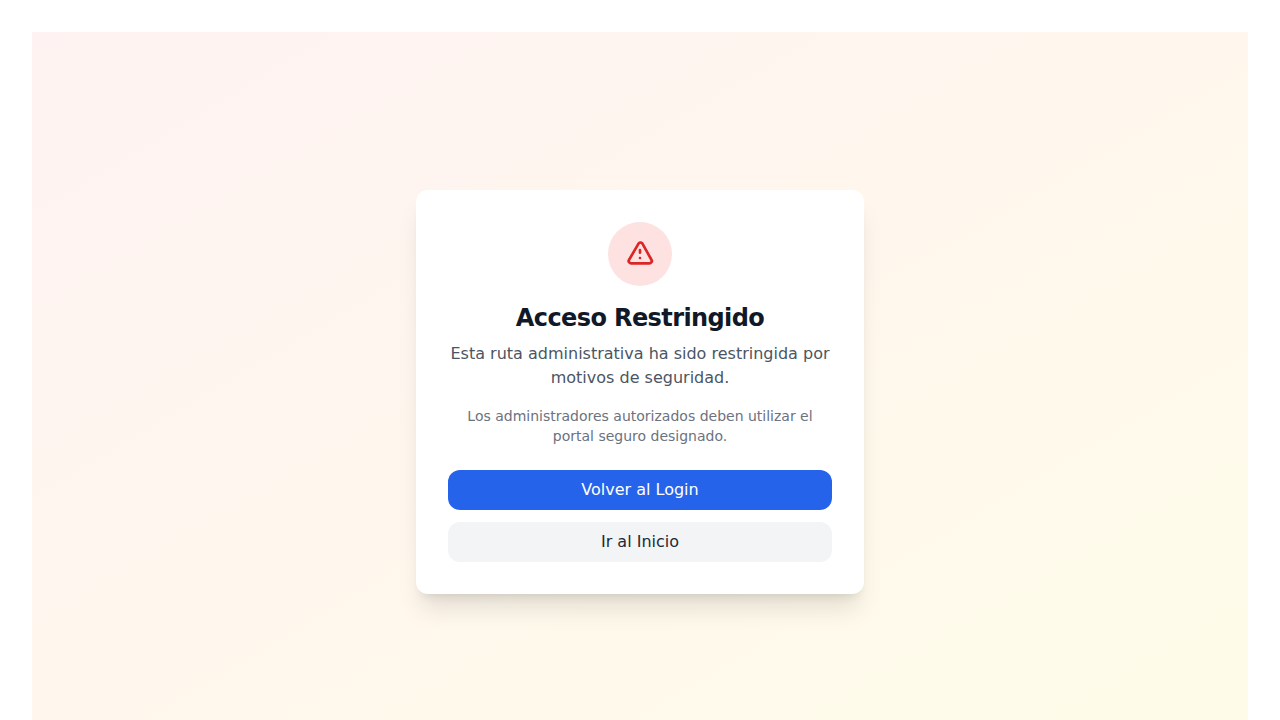 Acceso Restringido
Esta ruta administrativa ha sido restringida por
motivos de seguridad.
Los administradores autorizados deben utilizar el
portal seguro designado.
Volver al Login
Ir al Inicio